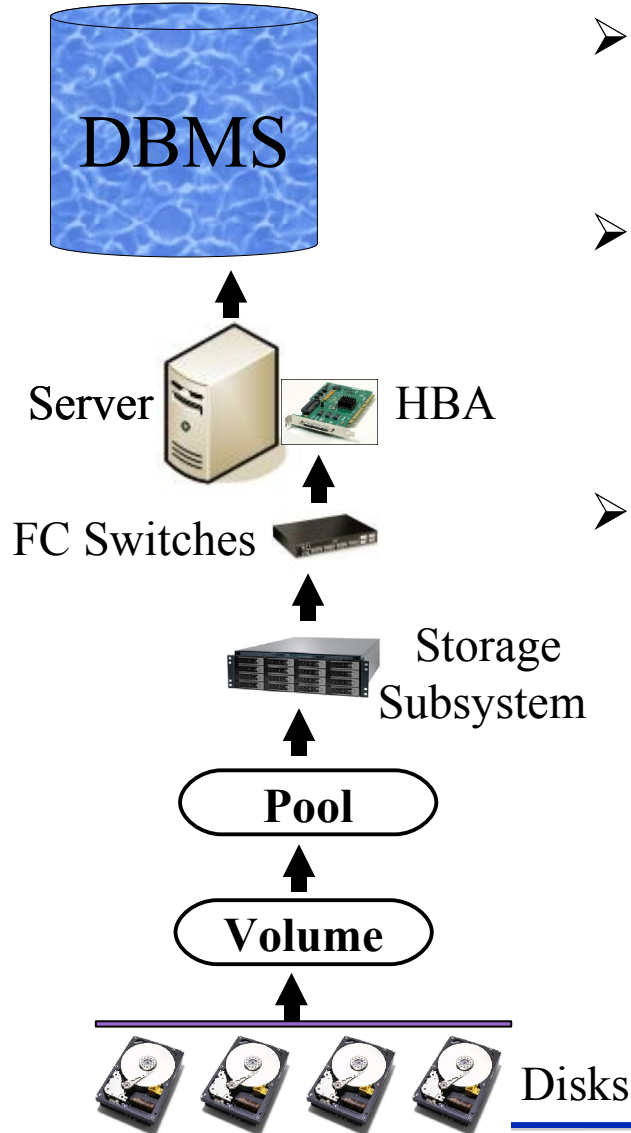 DBMS
Server
HBA
FC Switches
Storage
Subsystem
Pool
Volume
Disks